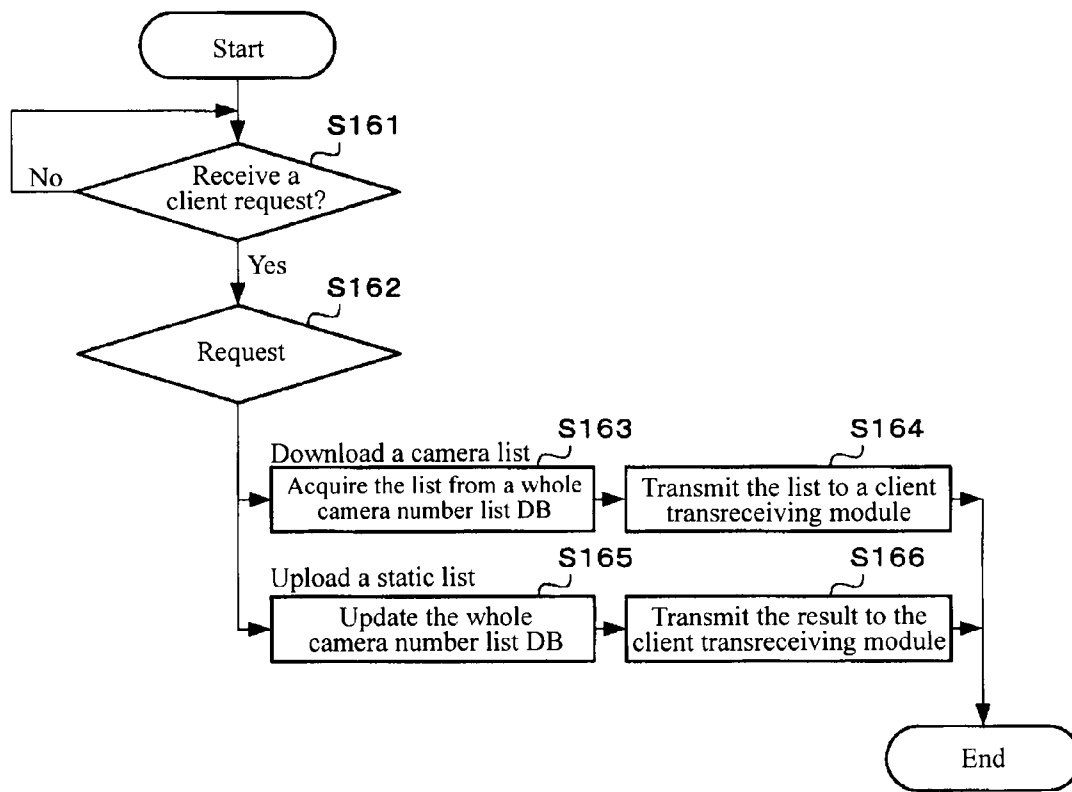 Start
S161
Receive a
client request?
No
Yes
S162
Request
S163
Download a camera list
Acquire the list from a whole
camera number list DB
S164
Transmit the list to a client
transreceiving module
S165
Upload a static list
Update the whole
camera number list DB
S166
Transmit the result to the
client transreceiving module
End